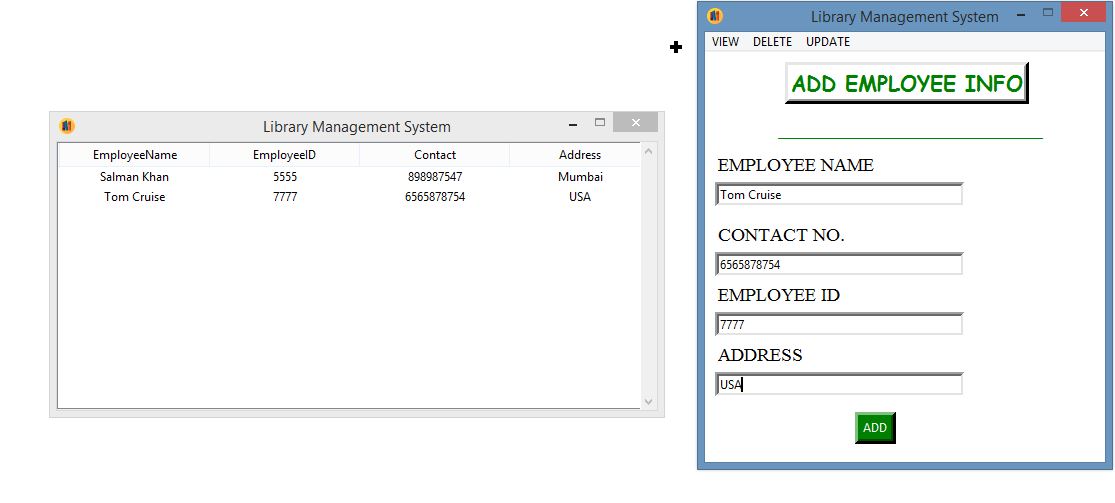 Library Management System
EmployeeName EmployeeID Contact Address
Salman Khan 5555 898987547 Mumbai
Tom Cruise 7777 6565878754 USA
Library Management System
VIEW DELETE UPDATE
ADD EMPLOYEE INFO
EMPLOYEE NAME
Tom Cruise
CONTACT NO.
6565878754
EMPLOYEE ID
7777
ADDRESS
USA
ADD